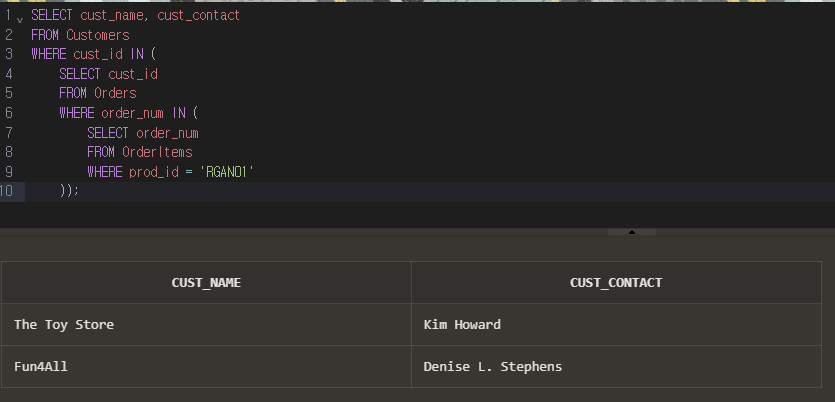 1 SELECT cust_name, cust_contact
2 FROM Customers
3 WHERE cust_id IN (
4 SELECT cust_id
5 FROM Orders
6 WHERE order_num IN (
7 SELECT order_num
8 FROM OrderItems
9 WHERE prod_id = 'RGAN01'
10 ));
CUST_NAME CUST_CONTACT
The Toy Store Kim Howard
Fun4All Denise L. Stephens